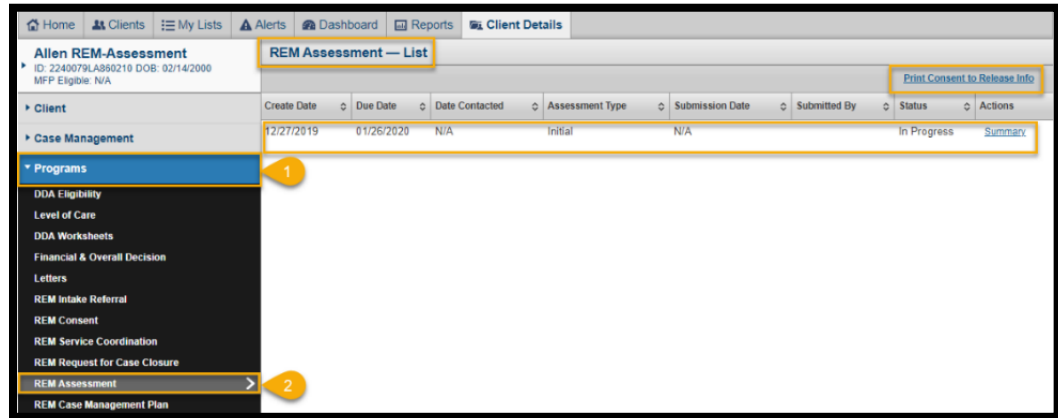 Home Clients My Lists Alerts Dashboard Reports Client Details
Allen REM-Assessment
ID: 2240079LA860210 DOB: 02/14/2000
MFP Eligible: N/A
REM Assessment — List
Print Consent to Release Info
Client
Case Management
Programs
1
DDA Eligibility
Level of Care
DDA Worksheets
Financial & Overall Decision
Letters
REM Intake Referral
REM Consent
REM Service Coordination
REM Request for Case Closure
REM Assessment
2
REM Case Management Plan
Create Date Due Date Date Contacted Assessment Type Submission Date Submitted By Status Actions
12/27/2019 01/26/2020 N/A Initial N/A In Progress Summary